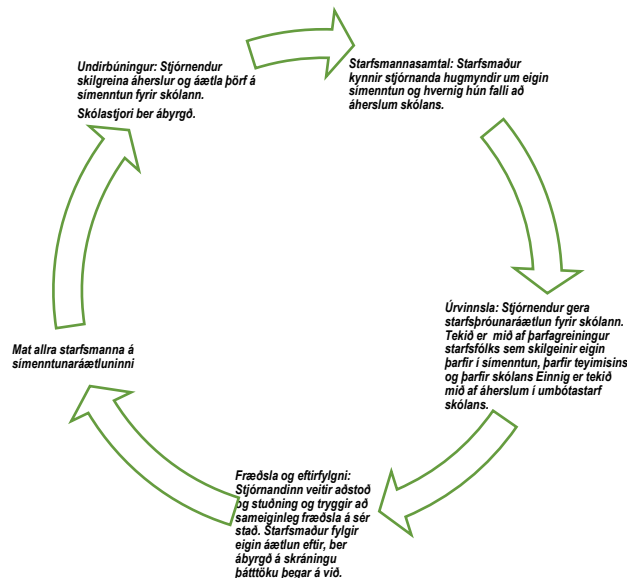 Undirbúningur: Stjórnendur
skilgreina áherslur og áætla þörf á
símenntun fyrir skólann.
Skólastjori ber ábyrgð.
Starfsmannasamtal: Starfsmaður
kynnir stjórnanda hugmyndir um eigin
símenntun og hvernig hún falli að
áherslum skólans.
Úrvinnsla: Stjórnendur gera
starfsþróunaráætlun fyrir skólann.
Tekið er mið af þarfagreiningur
starfsfólks sem skilgeinir eigin
þarfir í símenntun, þarfir teyimisins
og þarfir skólans Einnig er tekið
mið af áherslum í umbótastarf
skólans.
Fræðsla og eftirfylgni:
Stjórnandinn veitir aðstoð
og stuðning og tryggir að
sameiginleg fræðsla á sér
stað. Starfsmaður fylgir
eigin áætlun eftir, ber
ábyrgð á skráningu
þátttöku þegar á við.
Mat allra starfsmanna á
símenntunaráætluninni